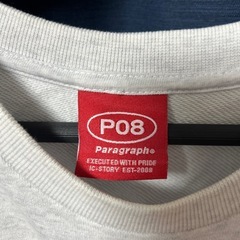 P08
Paragraph®
EXECUTED WITH PRIDE
IC-STORY EST-2008